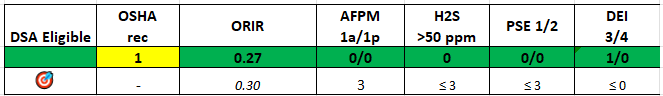 DSA Eligible OSHA rec ORIR AFPM 1a/1p H2S >50 ppm PSE 1/2 DEI 3/4
1 0.27 0/0 0 0/0 1/0
- 0.30 3 ≤ 3 ≤ 3 ≤ 0